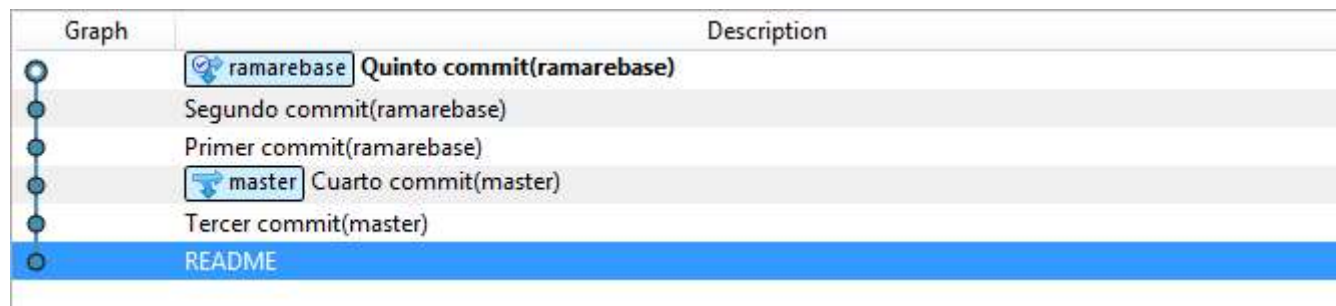 Graph Description
ramarebase Quinto commit(ramarebase)
Segundo commit(ramarebase)
Primer commit(ramarebase)
master Cuarto commit(master)
Tercer commit(master)
README